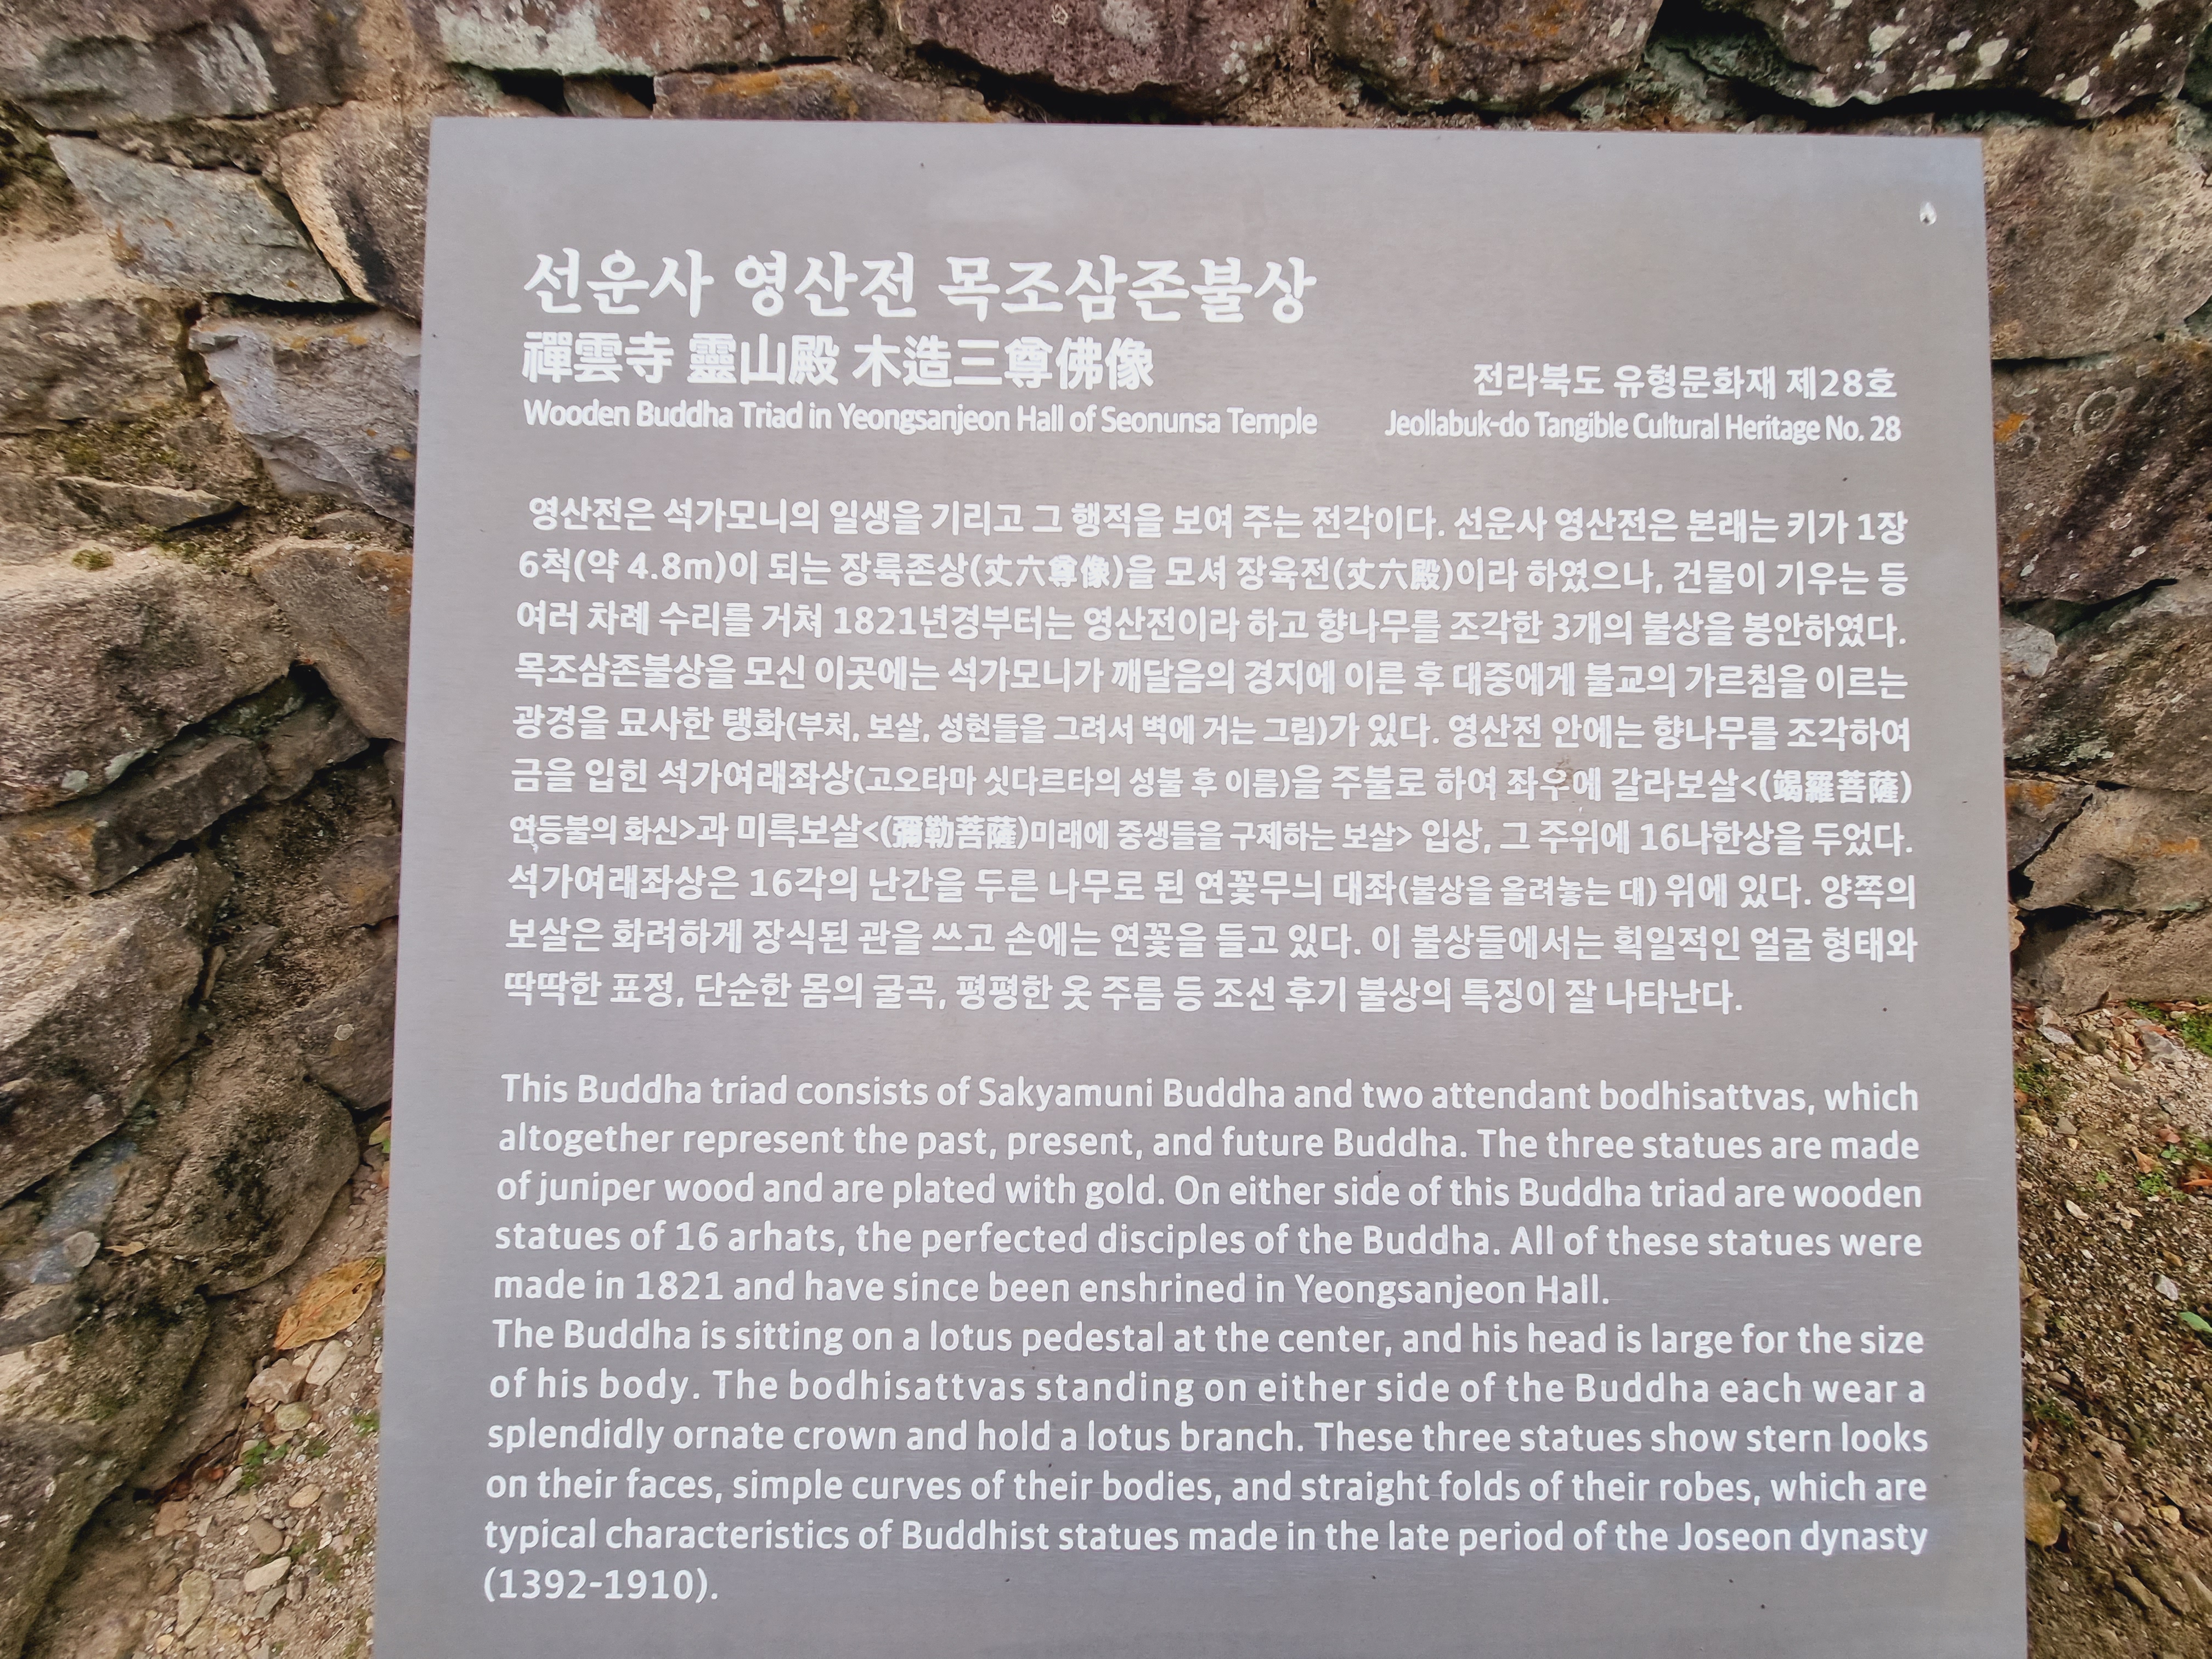 선운사 영산전 목조삼존불상
禪雲寺 靈山殿 木造三尊佛像
Wooden Buddha Triad in Yeongsanjeon Hall of Seonunsa Temple
전라북도 유형문화재 제28호
Jeollabuk-do Tangible Cultural Heritage No. 28
영산전은 석가모니의 일생을 기리고 그 행적을 보여 주는 전각이다. 선운사 영산전은 본래는 키가 1장
6척(약 4.8m)이 되는 장륙존상(丈六尊像)을 모셔 장육전(丈六殿)이라 하였으나, 건물이 기우는 등
여러 차례 수리를 거쳐 1821년경부터는 영산전이라 하고 향나무를 조각한 3개의 불상을 봉안하였다.
목조삼존불상을 모신 이곳에는 석가모니가 깨달음의 경지에 이른 후 대중에게 불교의 가르침을 이르는
광경을 묘사한 탱화(부처, 보살, 성현들을 그려서 벽에 거는 그림)가 있다. 영산전 안에는 향나무를 조각하여
금을 입힌 석가여래좌상(고오타마 싯다르타의 성불 후 이름)을 주불로 하여 좌우에 갈라보살<(竭羅菩薩)
연등불의 화신>과 미륵보살<(彌勒菩薩)미래에 중생들을 구제하는 보살> 입상, 그 주위에 16나한상을 두었다.
석가여래좌상은 16각의 난간을 두른 나무로 된 연꽃무늬 대좌(불상을 올려놓는 대) 위에 있다. 양쪽의
보살은 화려하게 장식된 관을 쓰고 손에는 연꽃을 들고 있다. 이 불상들에서는 획일적인 얼굴 형태와
딱딱한 표정, 단순한 몸의 굴곡, 평평한 옷 주름 등 조선 후기 불상의 특징이 잘 나타난다.
This Buddha triad consists of Sakyamuni Buddha and two attendant bodhisattvas, which
altogether represent the past, present, and future Buddha. The three statues are made
of juniper wood and are plated with gold. On either side of this Buddha triad are wooden
statues of 16 arhats, the perfected disciples of the Buddha. All of these statues were
made in 1821 and have since been enshrined in Yeongsanjeon Hall.
The Buddha is sitting on a lotus pedestal at the center, and his head is large for the size
of his body. The bodhisattvas standing on either side of the Buddha each wear a
splendidly ornate crown and hold a lotus branch. These three statues show stern looks
on their faces, simple curves of their bodies, and straight folds of their robes, which are
typical characteristics of Buddhist statues made in the late period of the Joseon dynasty
(1392-1910).